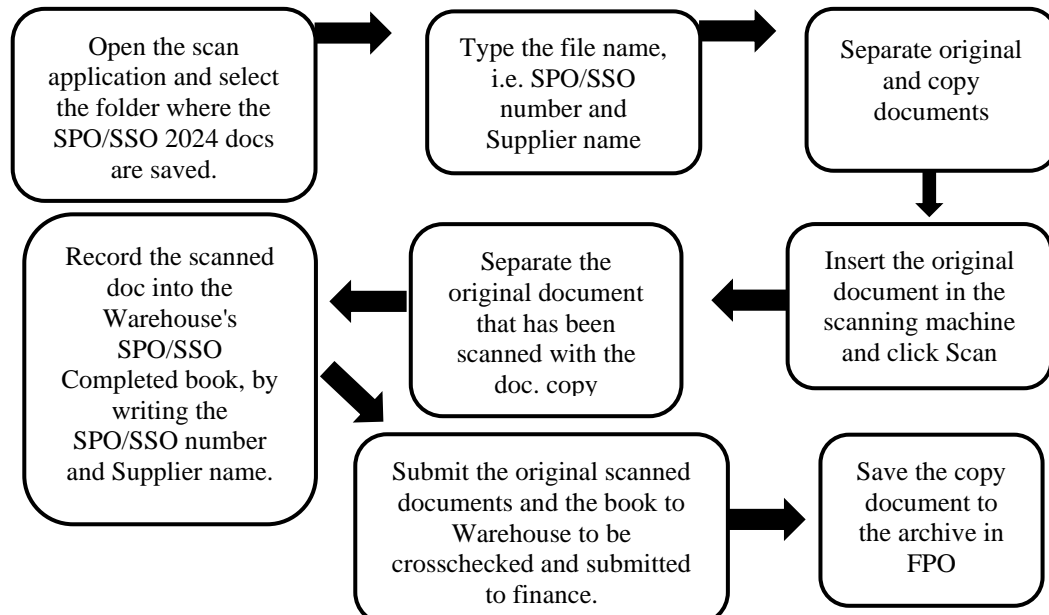 Open the scan
application and select
the folder where the
SPO/SSO 2024 docs
are saved.
Type the file name,
i.e. SPO/SSO
number and
Supplier name
Separate original
and copy
documents
Insert the original
document in the
scanning machine
and click Scan
Separate the
original document
that has been
scanned with the
doc. copy
Record the scanned
doc into the
Warehouse's
SPO/SSO
Completed book, by
writing the
SPO/SSO number
and Supplier name.
Submit the original scanned
documents and the book to
Warehouse to be
crosschecked and submitted
to finance.
Save the copy
document to
the archive in
FPO